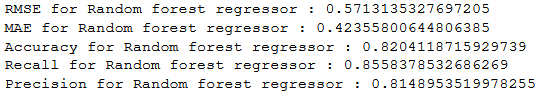 RMSE for Random forest regressor : 0.5713135327697205
MAE for Random forest regressor : 0.42355800644806385
Accuracy for Random forest regressor : 0.8204118715929739
Recall for Random forest regressor : 0.8558378532686269
Precision for Random forest regressor : 0.8148953519978255